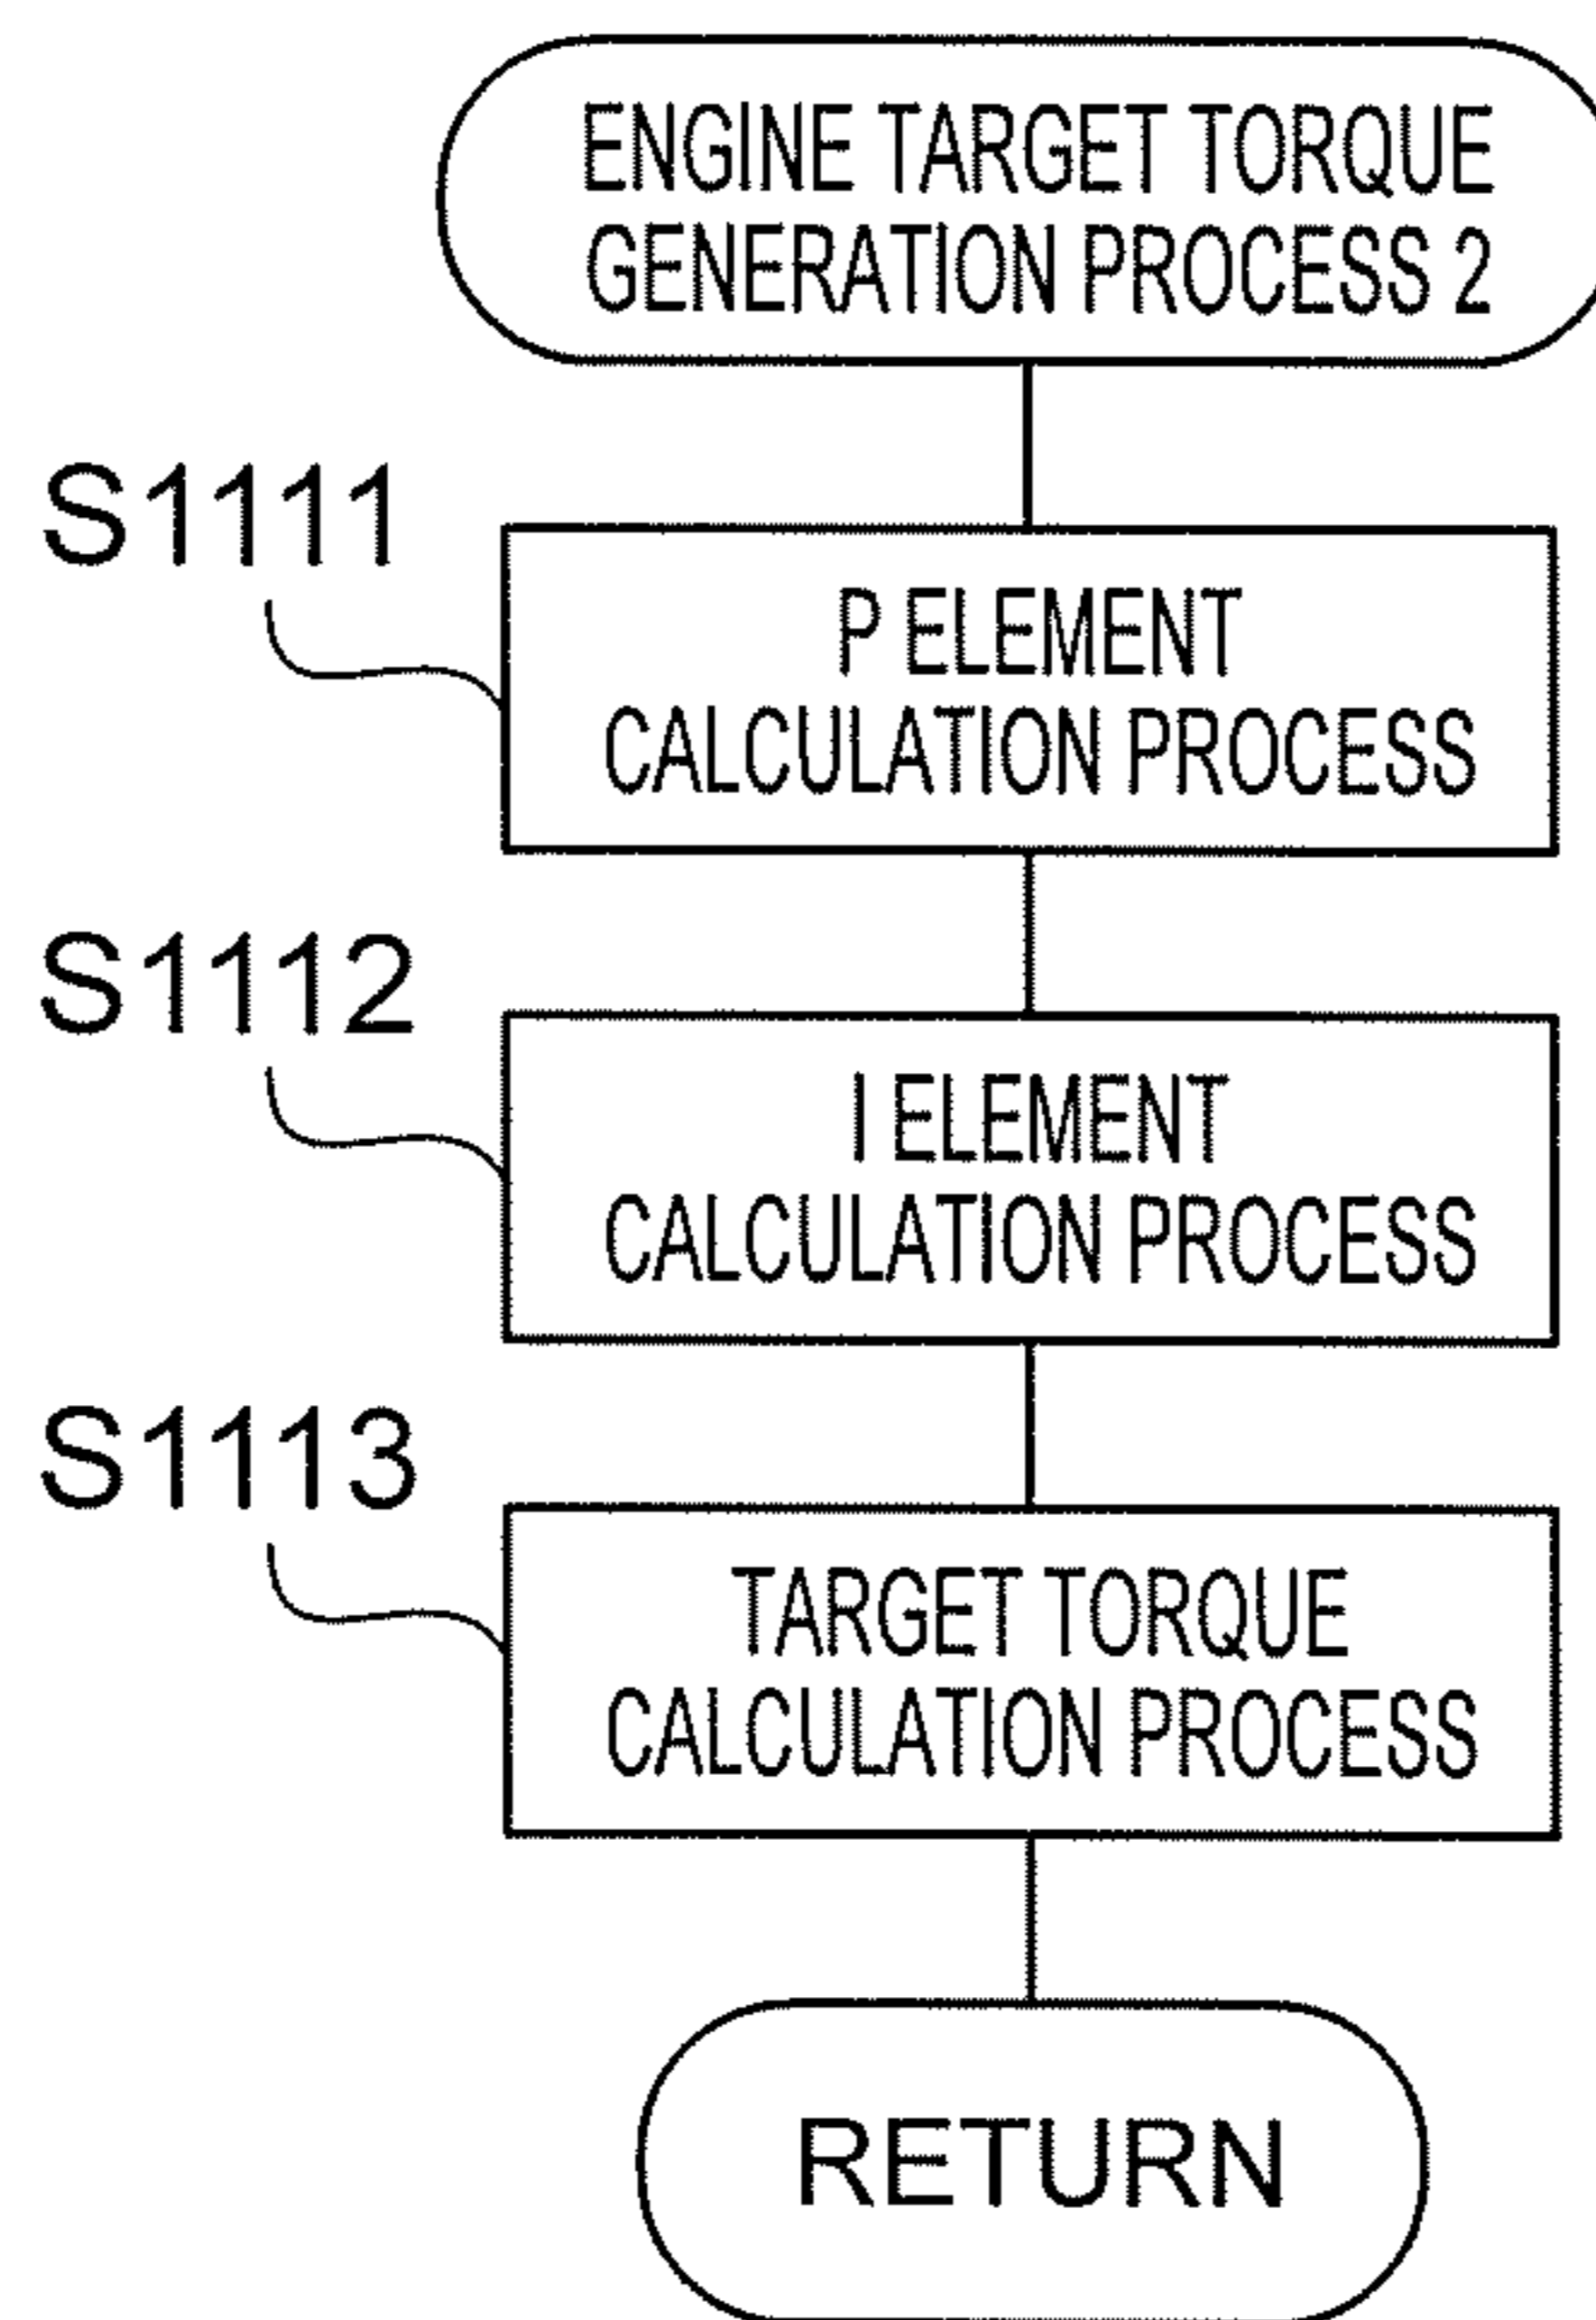 ENGINE TARGET TORQUE
GENERATION PROCESS 2
S1111
P ELEMENT
CALCULATION PROCESS
S1112
I ELEMENT
CALCULATION PROCESS
S1113
TARGET TORQUE
CALCULATION PROCESS
RETURN